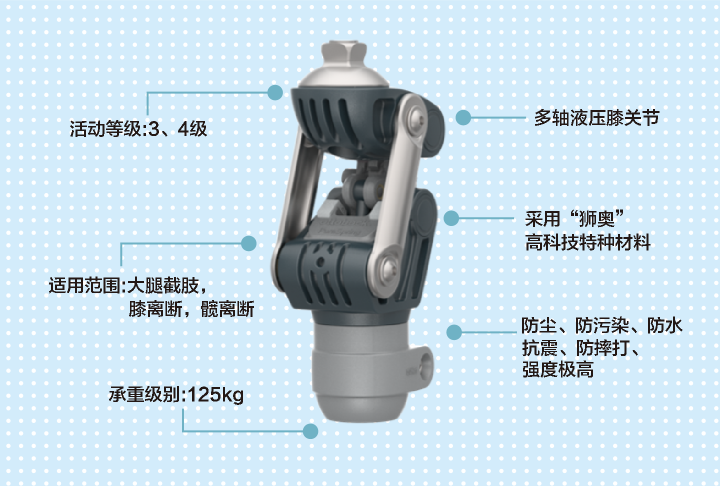 活动等级:3、4级
多轴液压膝关节
采用“狮奥”
高科技特种材料
适用范围:大腿截肢，
膝离断，髋离断
防尘、防污染、防水
抗震、防摔打、
强度极高
承重级别:125kg